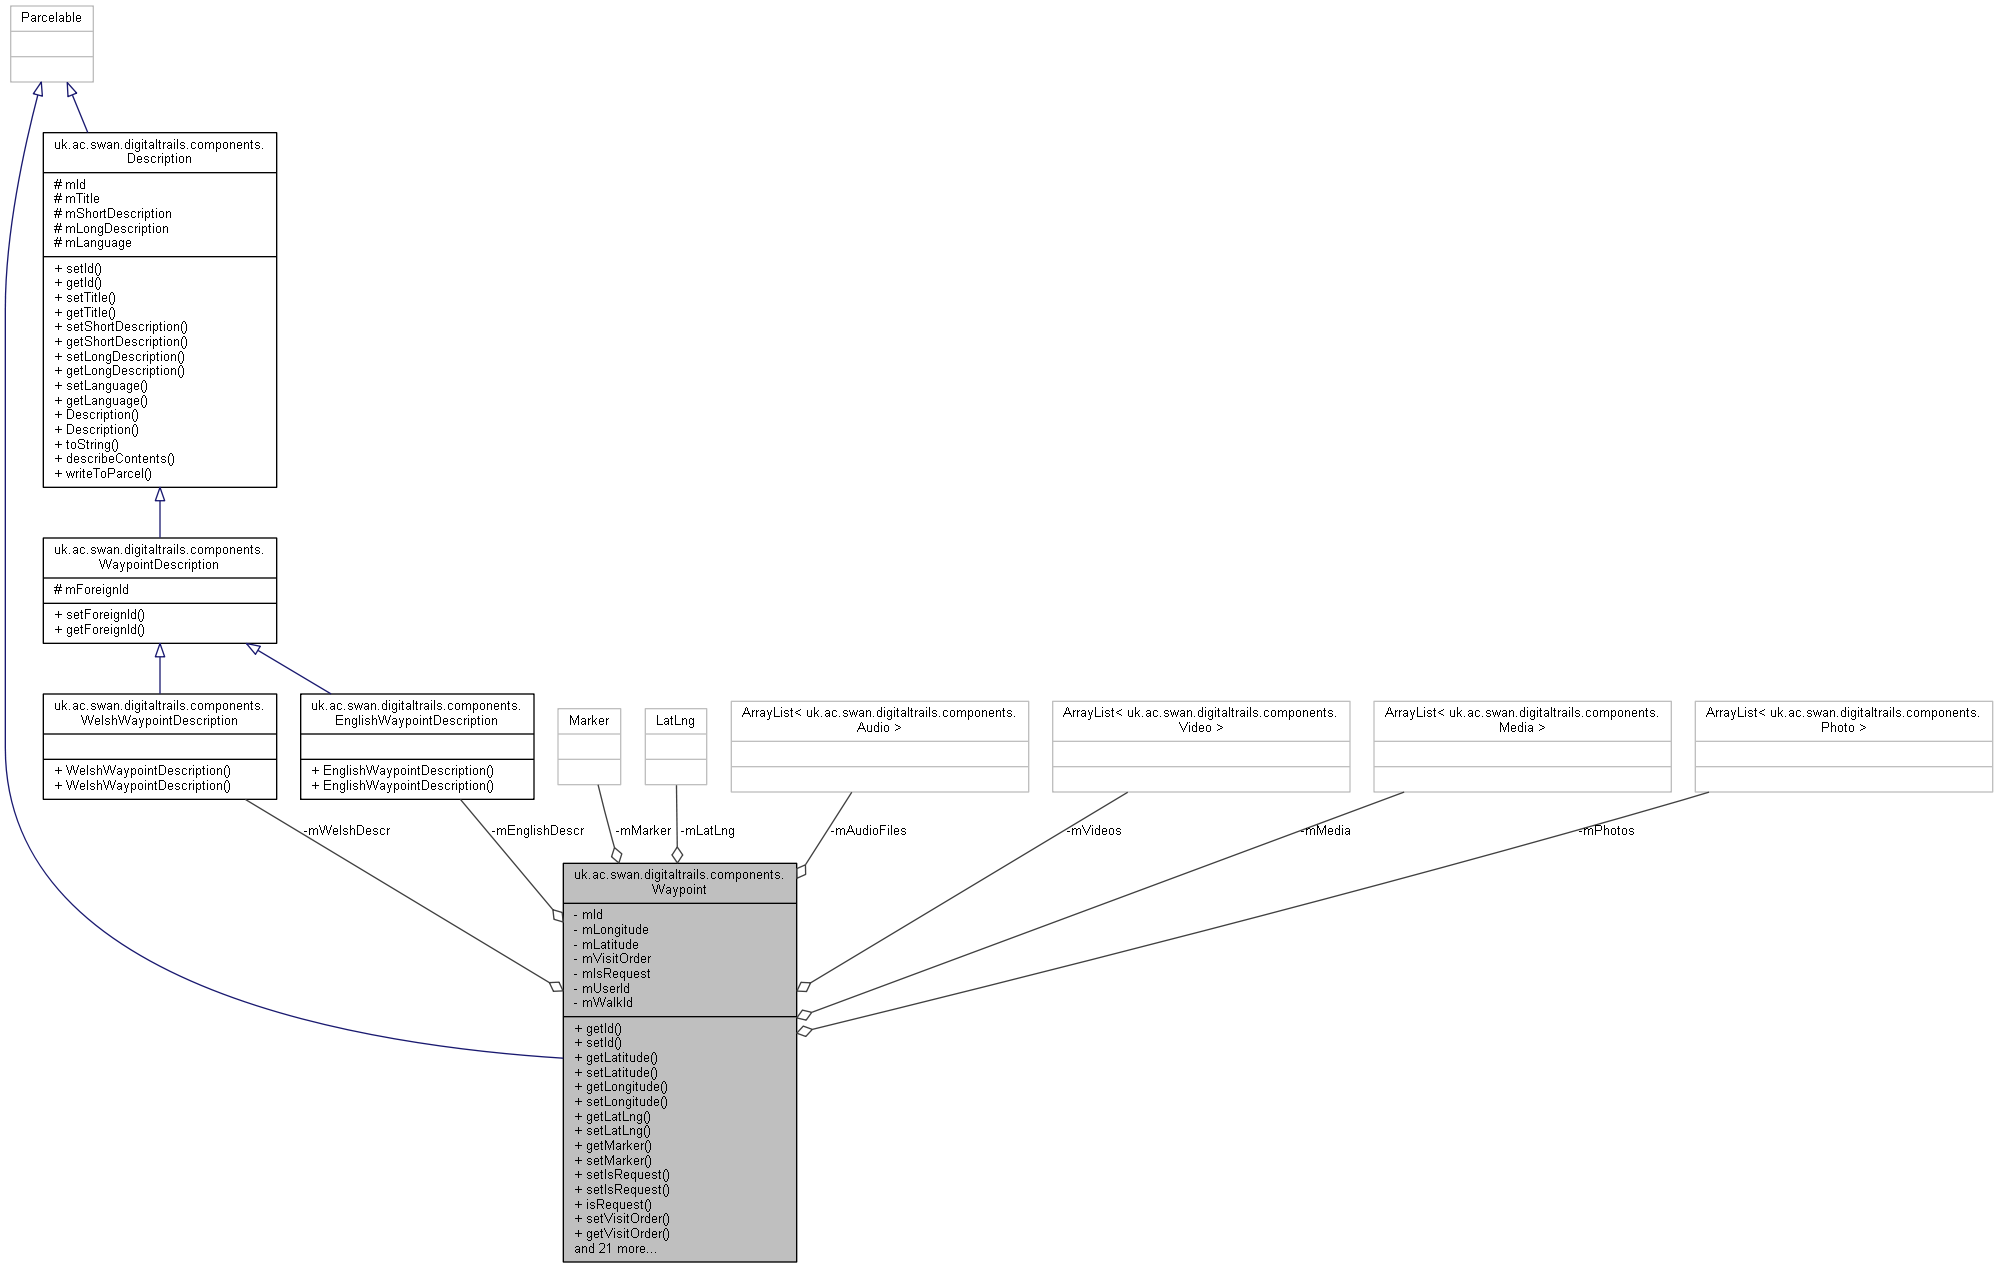 Parcelable
uk.ac.swan.digitaltrails.components.
Description
# mId
# mTitle
# mShortDescription
# mLongDescription
# mLanguage
+ setId()
+ getId()
+ setTitle()
+ getTitle()
+ setShortDescription()
+ getShortDescription()
+ setLongDescription()
+ getLongDescription()
+ setLanguage()
+ getLanguage()
+ Description()
+ Description()
+ toString()
+ describeContents()
+ writeToParcel()
uk.ac.swan.digitaltrails.components.
WaypointDescription
# mForeignId
+ setForeignId()
+ getForeignId()
uk.ac.swan.digitaltrails.components.
WelshWaypointDescription
+ WelshWaypointDescription()
+ WelshWaypointDescription()
uk.ac.swan.digitaltrails.components.
EnglishWaypointDescription
+ EnglishWaypointDescription()
+ EnglishWaypointDescription()
Marker
LatLng
ArrayList< uk.ac.swan.digitaltrails.components.
Audio >
ArrayList< uk.ac.swan.digitaltrails.components.
Video >
ArrayList< uk.ac.swan.digitaltrails.components.
Media >
ArrayList< uk.ac.swan.digitaltrails.components.
Photo >
-mWelshDescr
-mEnglishDescr
-mMarker
-mLatLng
-mAudioFiles
-mVideos
-mMedia
-mPhotos
uk.ac.swan.digitaltrails.components.
Waypoint
- mId
- mLongitude
- mLatitude
- mVisitOrder
- mIsRequest
- mUserId
- mWalkId
+ getId()
+ setId()
+ getLatitude()
+ setLatitude()
+ getLongitude()
+ setLongitude()
+ getLatLng()
+ setLatLng()
+ getMarker()
+ setMarker()
+ setIsRequest()
+ setIsRequest()
+ isRequest()
+ setVisitOrder()
+ getVisitOrder()
and 21 more...